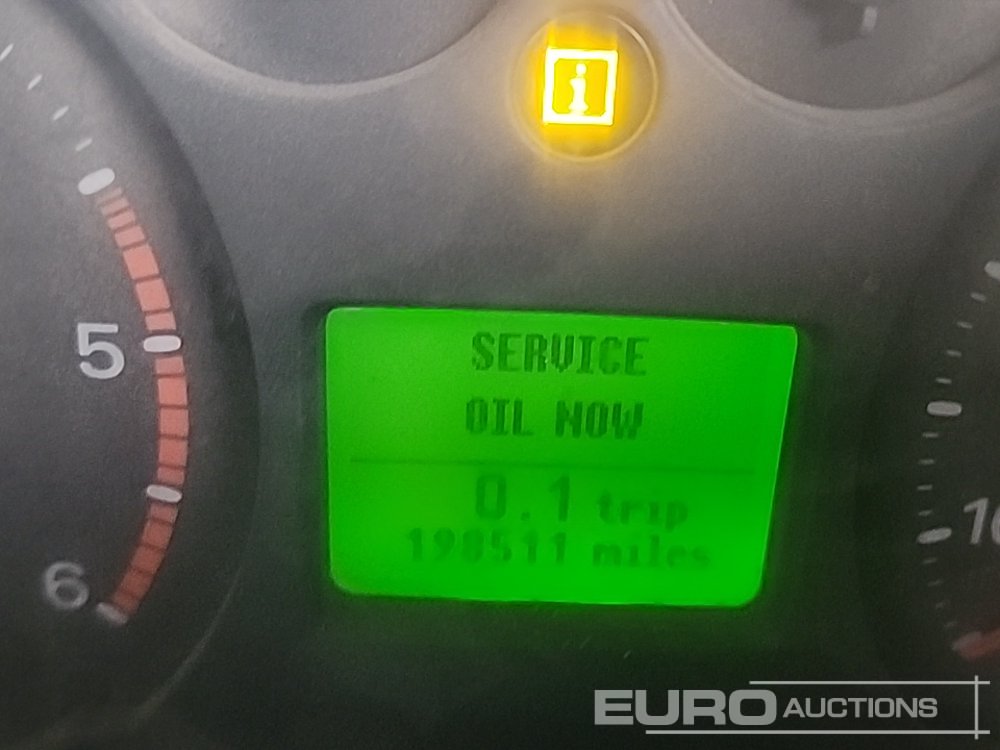 i
SERVICE
OIL NOW
0.1 trip
198511 miles
5
6
EURO AUCTIONS